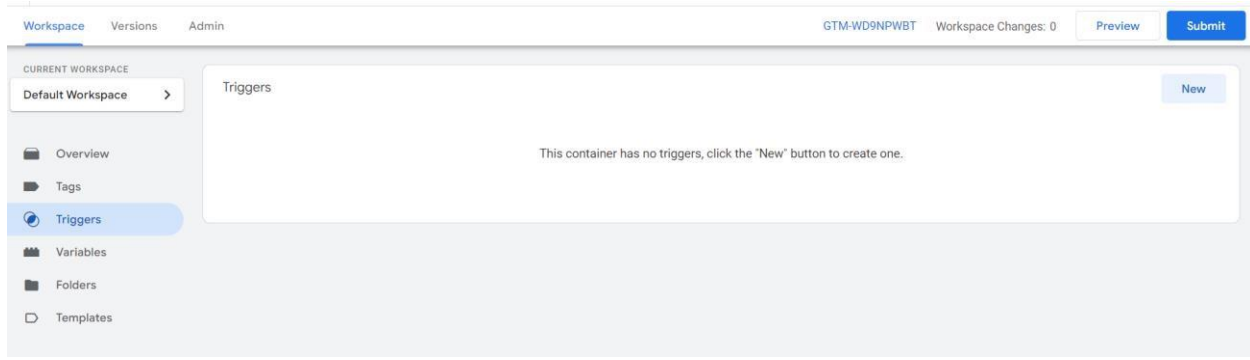 Workspace Versions Admin GTM-WD9NPWBT Workspace Changes: 0 Preview Submit
CURRENT WORKSPACE
Default Workspace
Triggers New
This container has no triggers, click the "New" button to create one.
Overview
Tags
Triggers
Variables
Folders
Templates